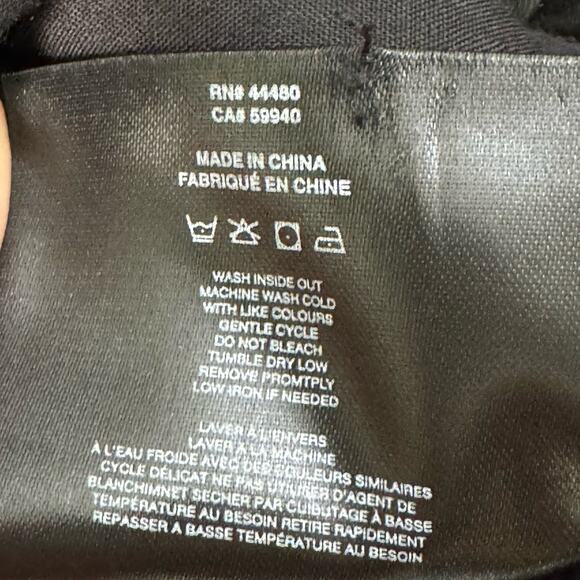 RN# 44480
CA# 59940
MADE IN CHINA
FABRIQUÉ EN CHINE
WASH INSIDE OUT
MACHINE WASH COLD
WITH LIKE COLOURS
GENTLE CYCLE
DO NOT BLEACH
TUMBLE DRY LOW
REMOVE PROMTPLY
LOW IRON IF NEEDED
LAVER A L'ENVERS
LAVER A LA MACHINE
À L'EAU FROIDE AVEC DES COULEURS SIMILAIRES
CYCLE DÉLICAT NE PAS UTILISER D'AGENT DE
BLANCHIMNET SECHER PAR CUIBUTAGE À BASSE
TEMPÉRATURE AU BESOIN RETIRE RAPIDEMENT
REPASSER A BASSE TEMPÉRATURE AU BESOIN